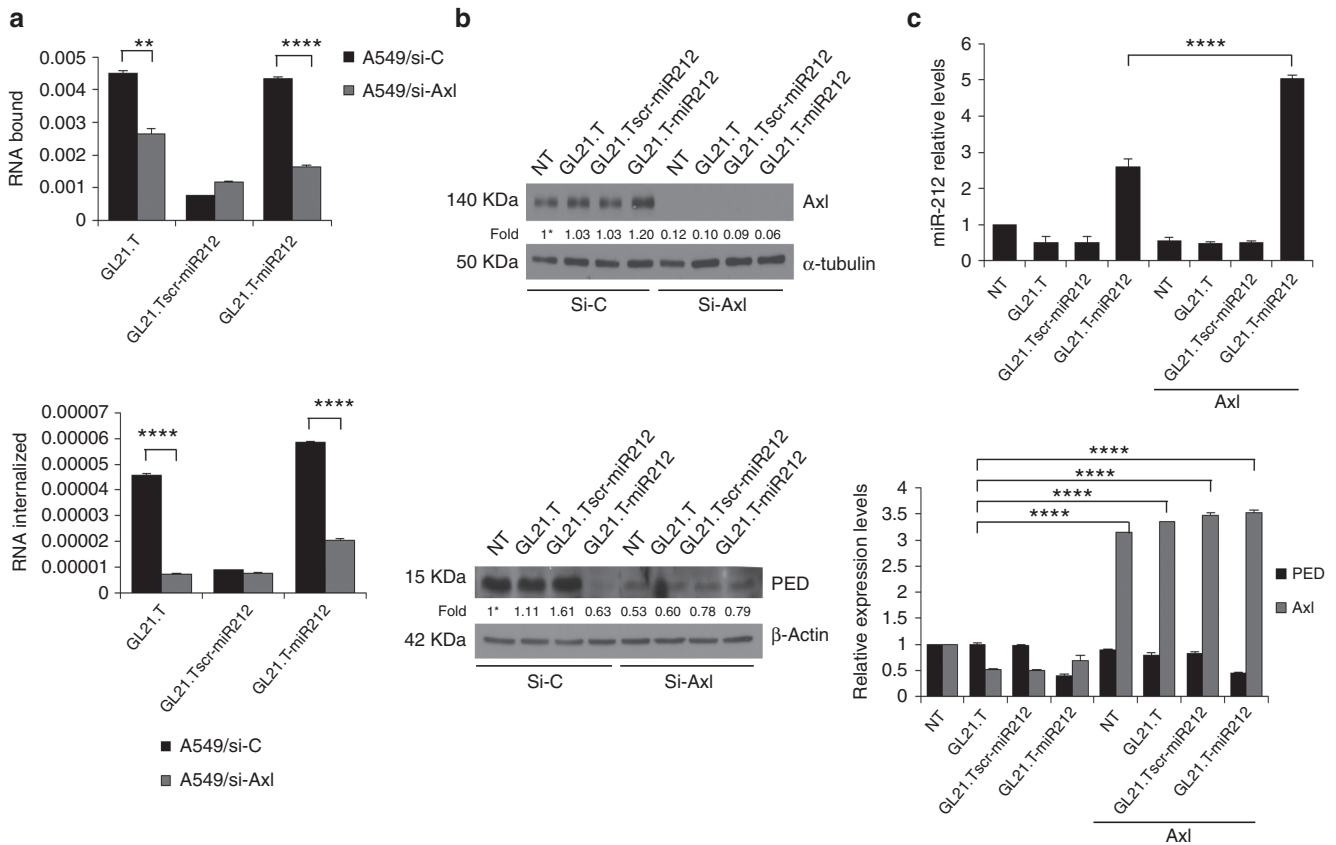 a
**
****
A549/si-C
A549/si-Axl
RNA bound
0.005
0.004
0.003
0.002
0.001
0
GL21.T
GL21.Tscr-miR212
GL21.T-miR212
****
****
RNA internalized
0.00007
0.00006
0.00005
0.00004
0.00003
0.00002
0.00001
0
GL21.T
GL21.Tscr-miR212
GL21.T-miR212
A549/si-C
A549/si-Axl
b
NT GL21.T GL21.Tscr-miR212 GL21.T-miR212 NT GL21.T GL21.Tscr-miR212 GL21.T-miR212
140 KDa Axl
Fold 1* 1.03 1.03 1.20 0.12 0.10 0.09 0.06
50 KDa α-tubulin
Si-C Si-Axl
NT GL21.T GL21.Tscr-miR212 GL21.T-miR212 NT GL21.T GL21.Tscr-miR212 GL21.T-miR212
15 KDa PED
Fold 1* 1.11 1.61 0.63 0.53 0.60 0.78 0.79
42 KDa β-Actin
Si-C Si-Axl
c
****
miR-212 relative levels
6
5
4
3
2
1
0
NT GL21.T GL21.Tscr-miR212 GL21.T-miR212 NT GL21.T GL21.Tscr-miR212 GL21.T-miR212
Axl
****
****
****
****
Relative expression levels
4
3.5
3
2.5
2
1.5
1
0.5
0
PED
Axl
NT GL21.T GL21.Tscr-miR212 GL21.T-miR212 NT GL21.T GL21.Tscr-miR212 GL21.T-miR212
Axl